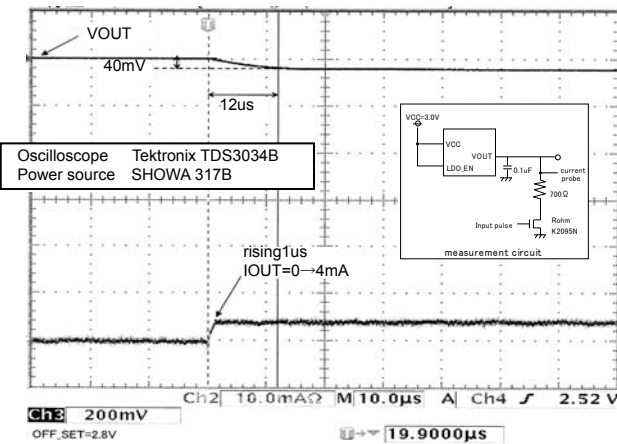 VOUT
40mV
12us
Oscilloscope Tektronix TDS3034B
Power source SHOWA 317B
VCC=3.0V
VCC
VOUT
LDO_EN
0.1uF
current
probe
700Ω
Input pulse
Rohm
K2095N
measurement circuit
rising1us
IOUT=0→4mA
Ch2 10.0mAΩ M 10.0µs A Ch4 2.52 V
Ch3 200mV
OFF_SET=2.8V
19.9000µs